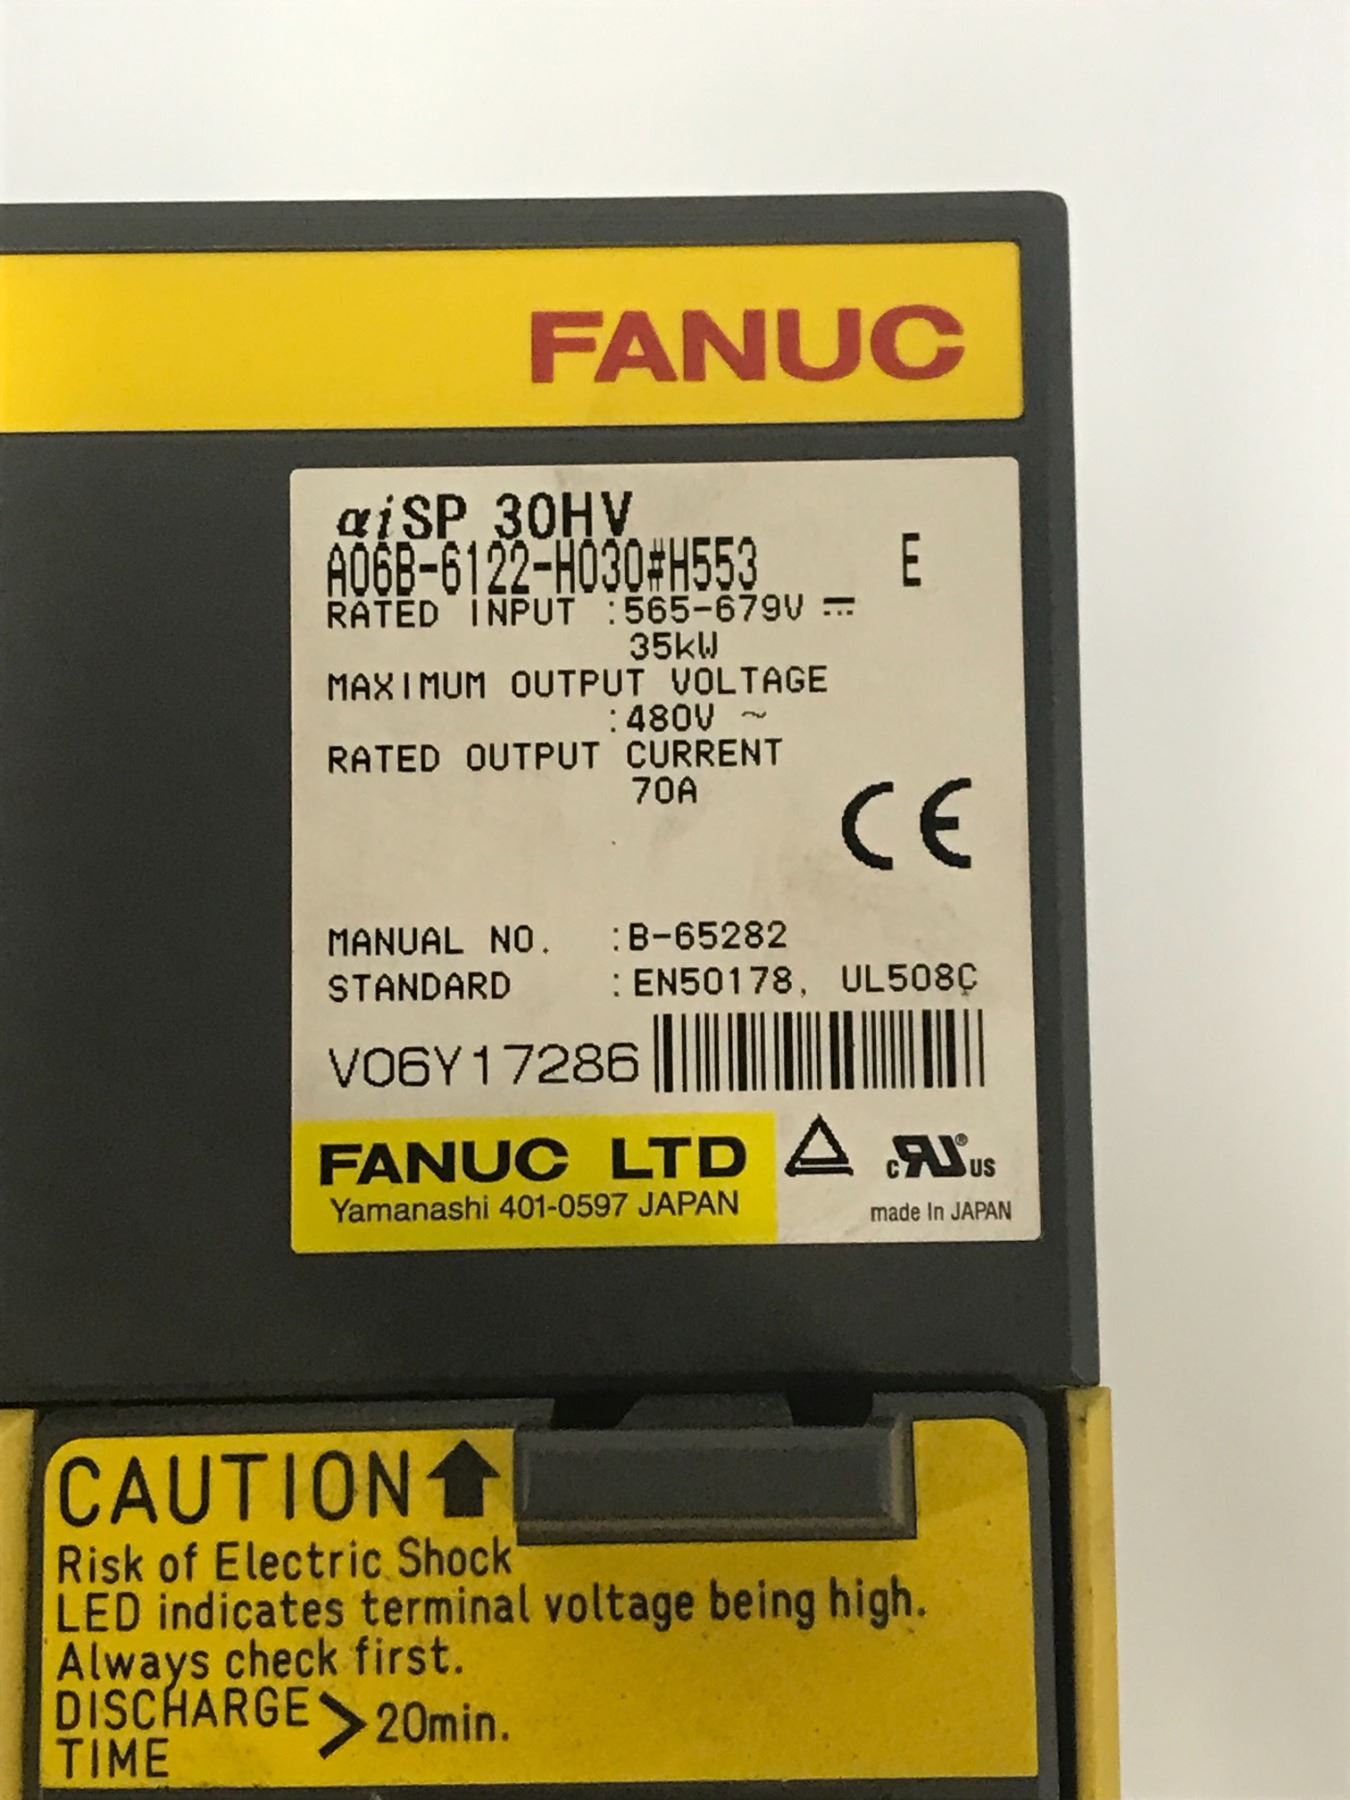 FANUC
αiSP 30HV
A06B-6122-H030#H553 E
RATED INPUT :565-679V ⎓
35kW
MAXIMUM OUTPUT VOLTAGE
:480V ~
RATED OUTPUT CURRENT
70A
CE
MANUAL NO. :B-65282
STANDARD :EN50178, UL508Ç
V06Y17286
FANUC LTD
Yamanashi 401-0597 JAPAN
c RU ® US
made In JAPAN
CAUTION ⬆
Risk of Electric Shock
LED indicates terminal voltage being high.
Always check first.
DISCHARGE TIME > 20min.